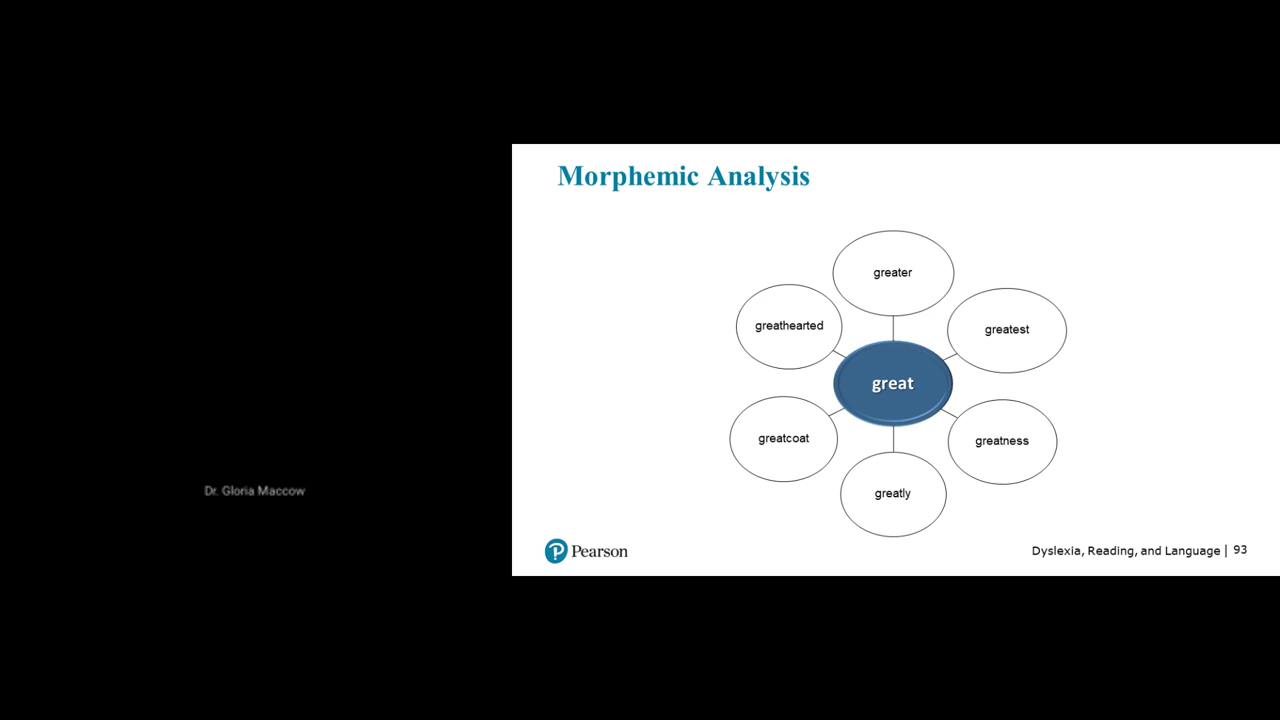 Morphemic Analysis
greater
greathearted
greatest
great
greatcoat
greatness
greatly
Dr. Gloria Maccow
Pearson
Dyslexia, Reading, and Language | 93